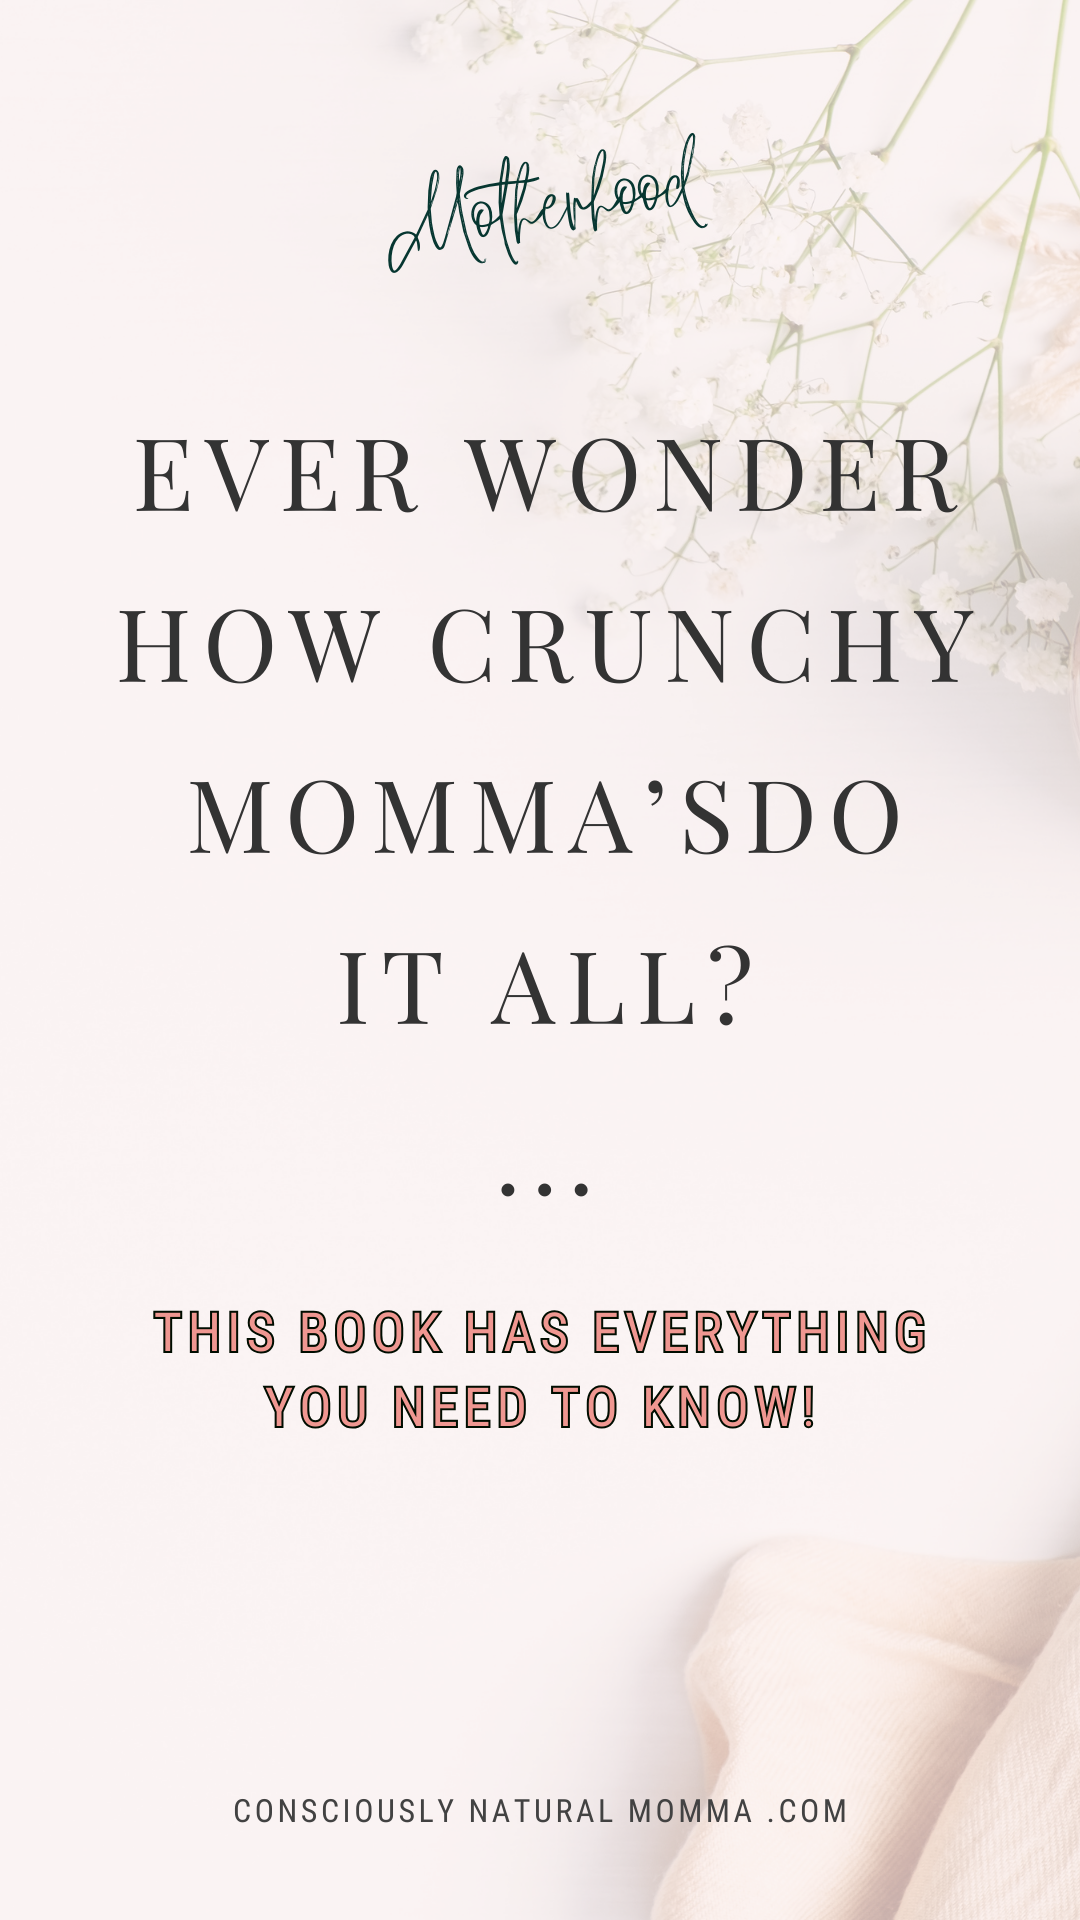 Motherhood
EVER WONDER
HOW CRUNCHY
MOMMA’SDO
IT ALL?
...
THIS BOOK HAS EVERYTHING
YOU NEED TO KNOW!
CONSCIOUSLY NATURAL MOMMA .COM